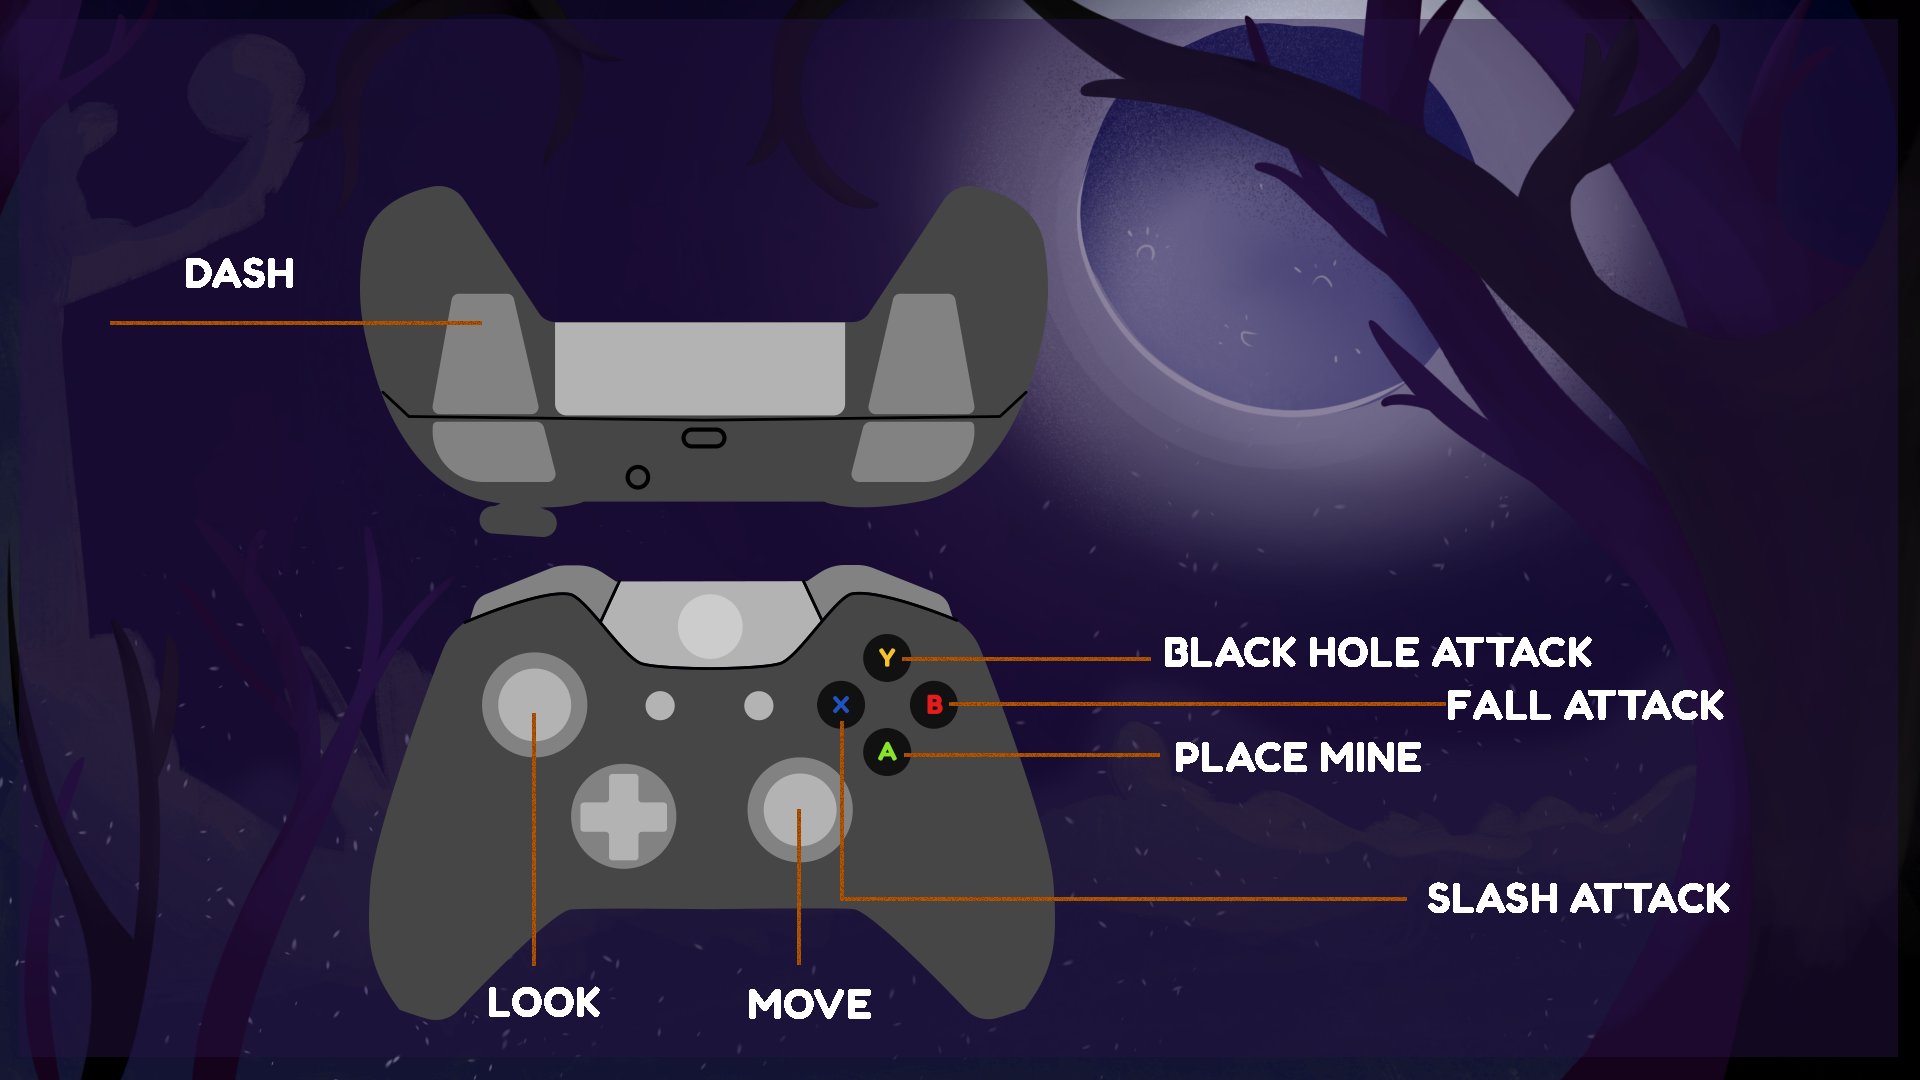 DASH
Y BLACK HOLE ATTACK
X B FALL ATTACK
A PLACE MINE
SLASH ATTACK
LOOK MOVE